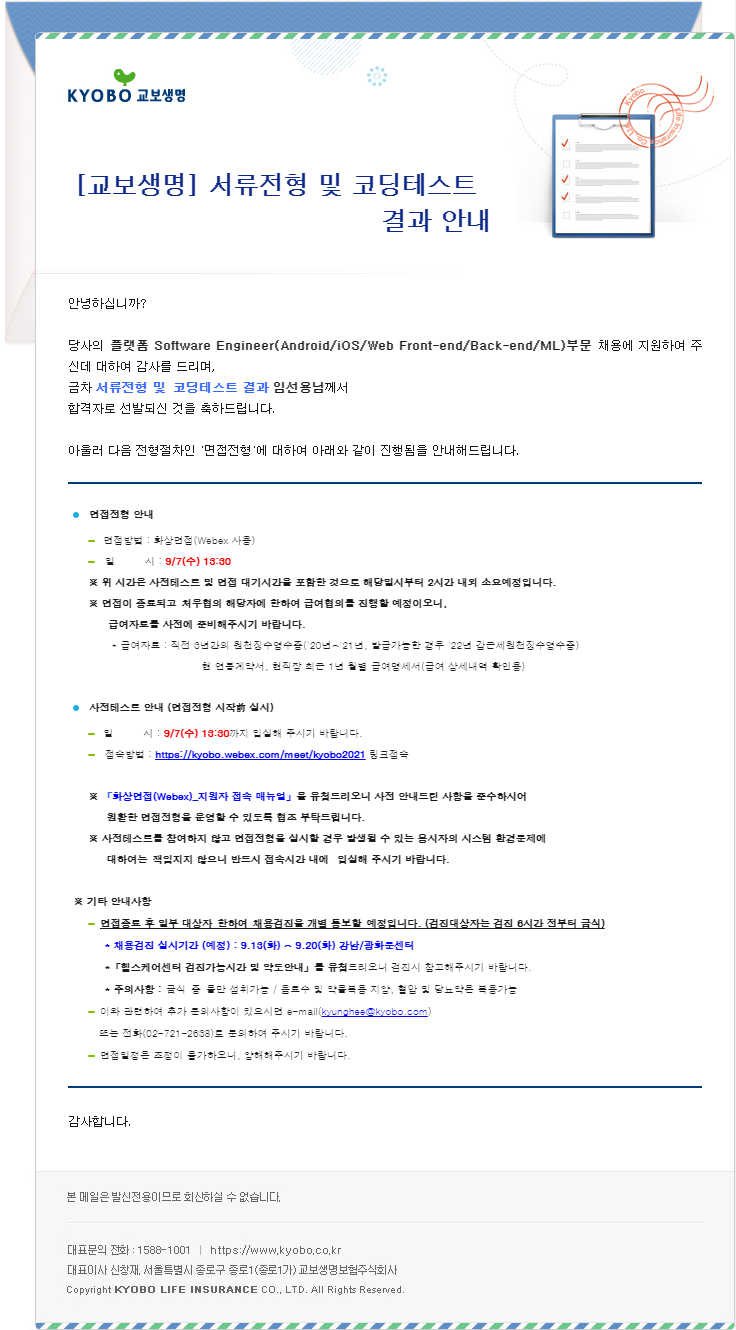 KYOBO 교보생명
Kyobo Life Insurance Co., Ltd.
[교보생명] 서류전형 및 코딩테스트
결과 안내
안녕하십니까?
당사의 플랫폼 Software Engineer(Android/iOS/Web Front-end/Back-end/ML)부문 채용에 지원하여 주
신데 대하여 감사를 드리며,
금차 서류전형 및 코딩테스트 결과 임선용님께서
합격자로 선발되신 것을 축하드립니다.
아울러 다음 전형절차인 '면접전형'에 대하여 아래와 같이 진행됨을 안내해드립니다.
● 면접전형 안내
- 면접방법 : 화상면접(Webex 사용)
- 일 시 : 9/7(수) 13:30
※ 위 시간은 사전테스트 및 면접 대기시간을 포함한 것으로 해당일시부터 2시간 내외 소요예정입니다.
※ 면접이 종료되고 처우협의 해당자에 한하여 급여협의를 진행할 예정이오니,
급여자료를 사전에 준비해주시기 바랍니다.
* 급여자료 : 직전 3년간의 원천징수영수증('20년~'21년, 발급가능한 경우 '22년 갑근세원천징수영수증)
현 연봉계약서, 현직장 최근 1년 월별 급여명세서(급여 상세내역 확인용)
● 사전테스트 안내 (면접전형 시작前 실시)
- 일 시 : 9/7(수) 13:30까지 입실해 주시기 바랍니다.
- 접속방법 : https://kyobo.webex.com/meet/kyobo2021 링크접속
※ 「화상면접(Webex)_지원자 접속 매뉴얼」을 유첨드리오니 사전 안내드린 사항을 준수하시어
원활한 면접전형을 운영할 수 있도록 협조 부탁드립니다.
※ 사전테스트를 참여하지 않고 면접전형을 실시할 경우 발생될 수 있는 응시자의 시스템 환경문제에
대하여는 책임지지 않으니 반드시 접속시간 내에 입실해 주시기 바랍니다.
※ 기타 안내사항
- 면접종료 후 일부 대상자 한하여 채용검진을 개별 통보할 예정입니다. (검진대상자는 검진 6시간 전부터 금식)
* 채용검진 실시기간 (예정) : 9.13(화) ~ 9.20(화) 강남/광화문센터
*「헬스케어센터 검진가능시간 및 약도안내」를 유첨드리오니 검진시 참고해주시기 바랍니다.
* 주의사항 : 금식 중 물만 섭취가능 / 음료수 및 약물복용 지양, 혈압 및 당뇨약은 복용가능
- 이와 관련하여 추가 문의사항이 있으시면 e-mail(kyunghee@kyobo.com)
또는 전화(02-721-2638)로 문의하여 주시기 바랍니다.
- 면접일정은 조정이 불가하오니, 양해해주시기 바랍니다.
감사합니다.
본 메일은 발신전용이므로 회신하실 수 없습니다.
대표문의 전화 : 1588-1001 | https://www.kyobo.co.kr
대표이사 신창재, 서울특별시 종로구 종로1(종로1가) 교보생명보험주식회사
Copyright KYOBO LIFE INSURANCE CO., LTD. All Rights Reserved.